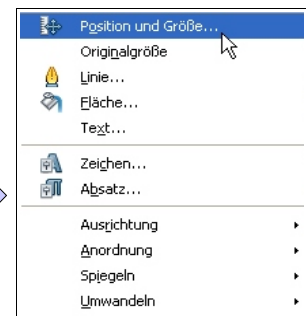 Position und Größe...
Originalgröße
Linie...
Fläche...
Text...
Zeichen...
Absatz...
Ausrichtung
Anordnung
Spiegeln
Umwandeln